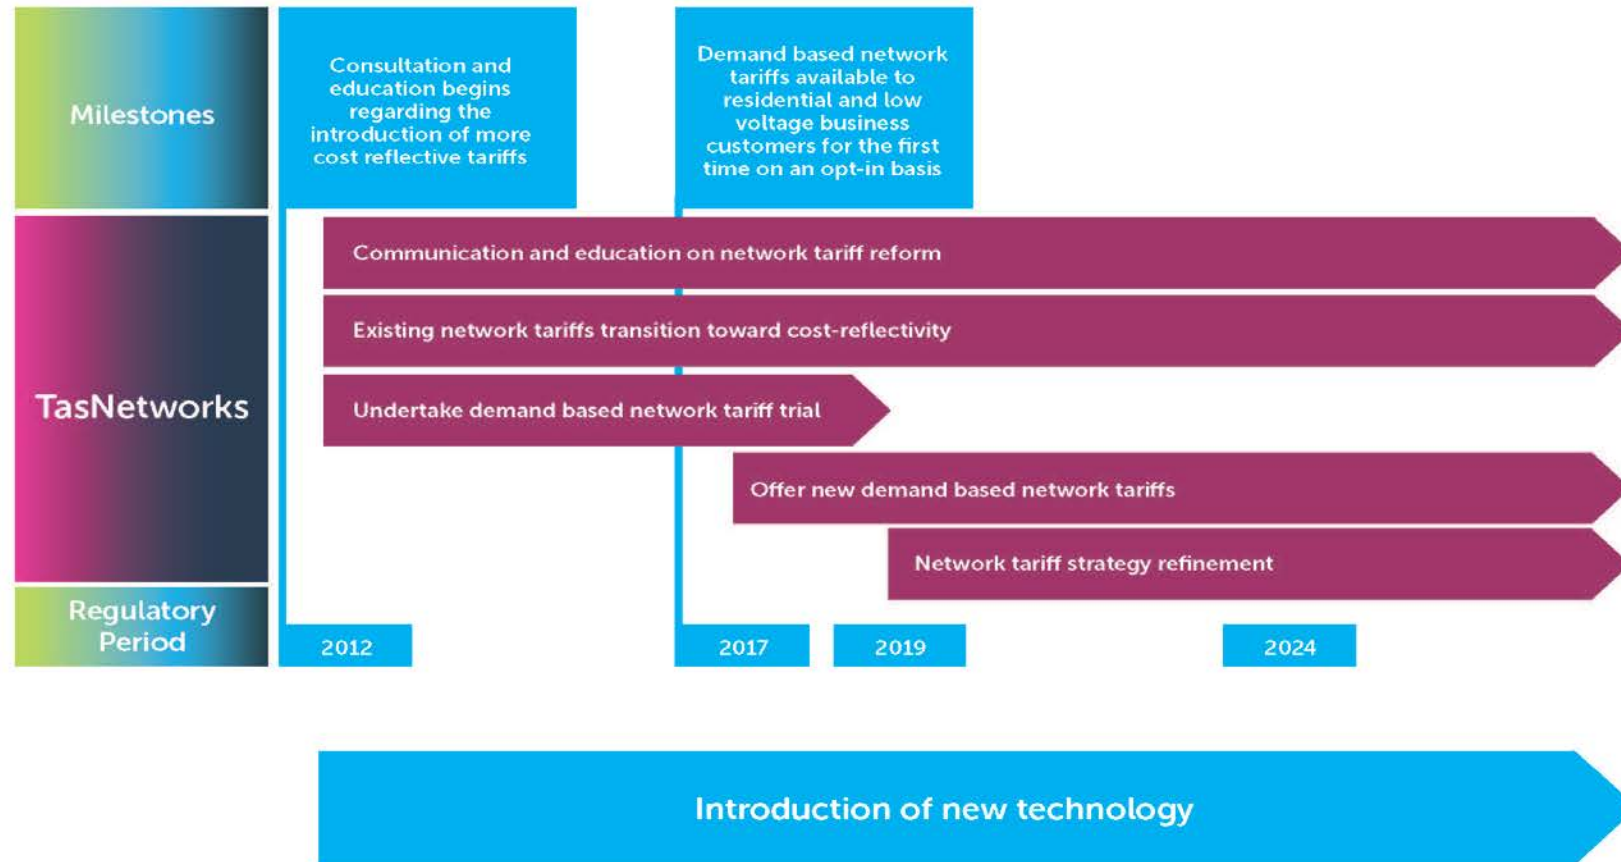 Milestones
Consultation and
education begins
regarding the
introduction of more
cost reflective tariffs
Demand based network
tariffs available to
residential and low
voltage business
customers for the first
time on an opt-in basis
TasNetworks
Communication and education on network tariff reform
Existing network tariffs transition toward cost-reflectivity
Undertake demand based network tariff trial
Offer new demand based network tariffs
Network tariff strategy refinement
Regulatory
Period
2012
2017
2019
2024
Introduction of new technology